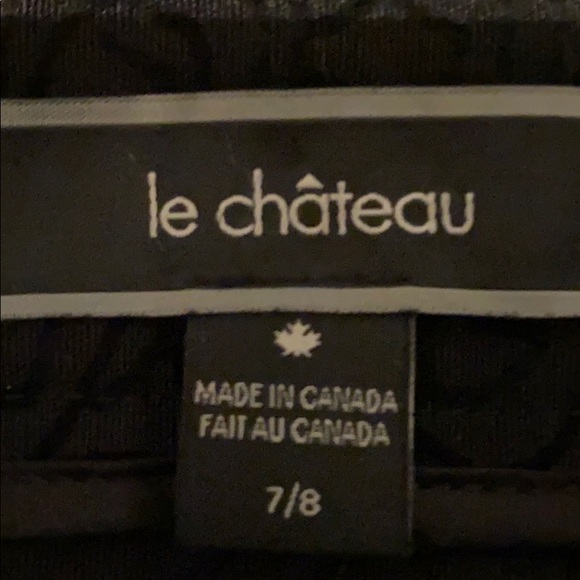 le château
MADE IN CANADA
FAIT AU CANADA
7/8